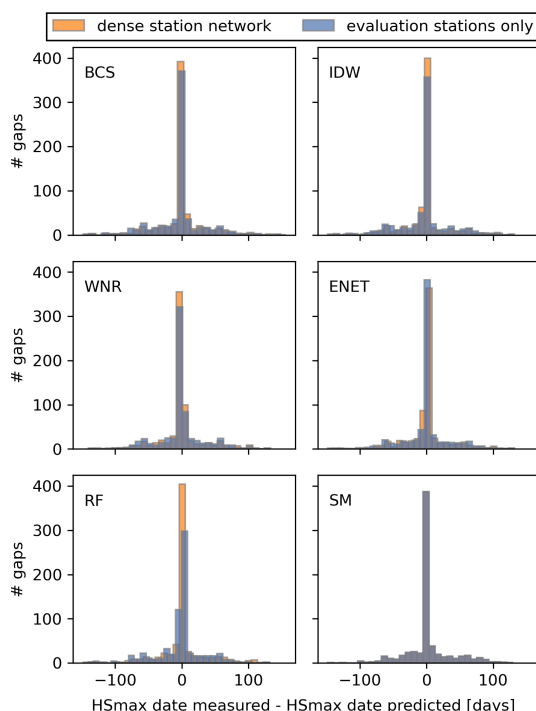 dense station network evaluation stations only
BCS IDW
400
300
200
100
0
# gaps
WNR ENET
400
300
200
100
0
# gaps
RF SM
400
300
200
100
0
# gaps
−100 0 100 −100 0 100
HSmax date measured - HSmax date predicted [days]